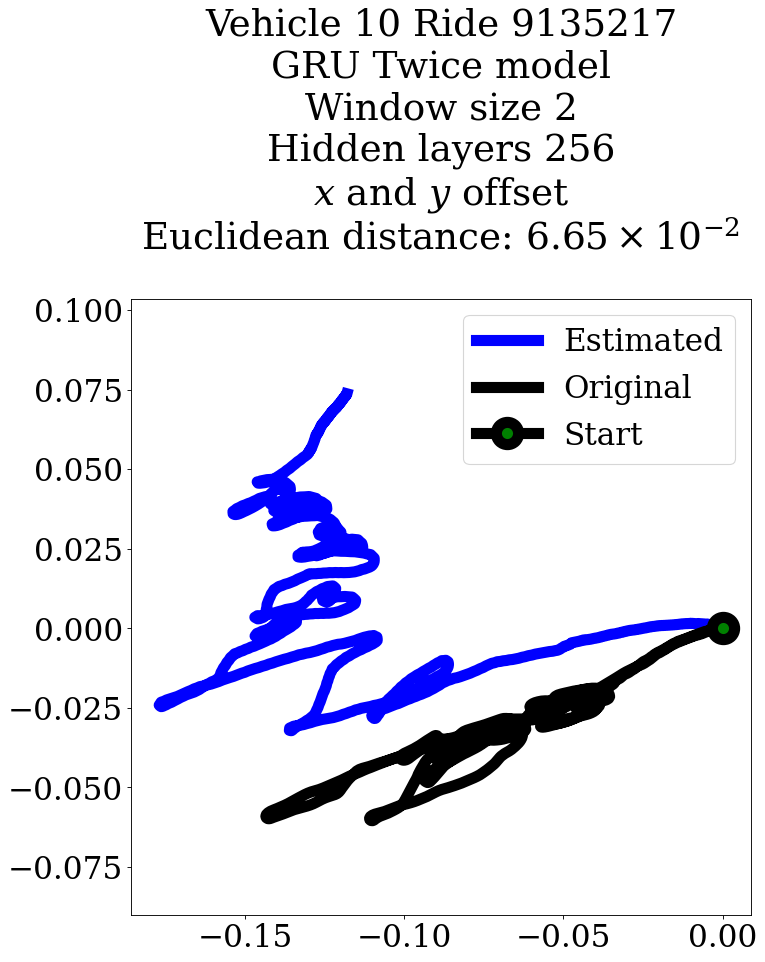 Vehicle 10 Ride 9135217
GRU Twice model
Window size 2
Hidden layers 256
x and y offset
Euclidean distance: 6.65 × 10⁻²
Estimated
Original
Start
0.100
0.075
0.050
0.025
0.000
−0.025
−0.050
−0.075
−0.15 −0.10 −0.05 0.00